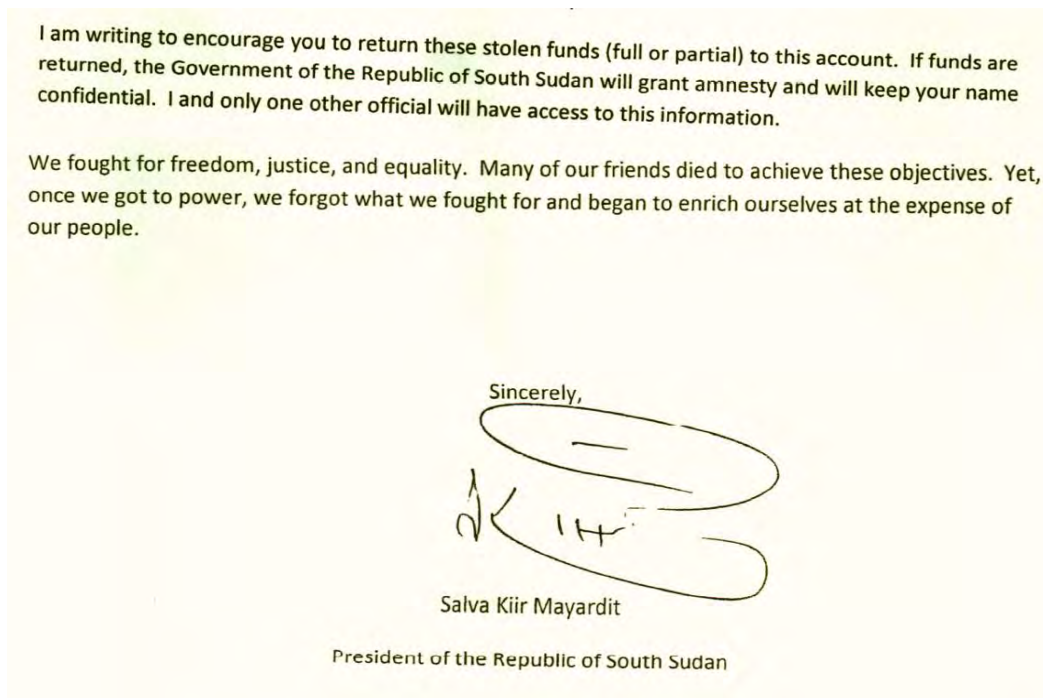 I am writing to encourage you to return these stolen funds (full or partial) to this account. If funds are
returned, the Government of the Republic of South Sudan will grant amnesty and will keep your name
confidential. I and only one other official will have access to this information.
We fought for freedom, justice, and equality. Many of our friends died to achieve these objectives. Yet,
once we got to power, we forgot what we fought for and began to enrich ourselves at the expense of
our people.
Sincerely,
Salva Kiir Mayardit
President of the Republic of South Sudan